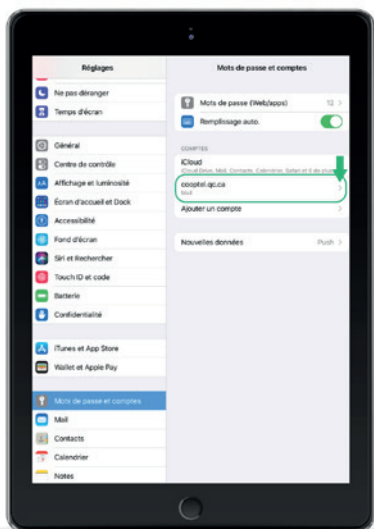 Réglages
Ne pas déranger
Temps d'écran
Général
Centre de contrôle
AA
Affichage et luminosité
Écran d'accueil et Dock
Accessibilité
Fond d'écran
Siri et Rechercher
Touch ID et code
Batterie
Confidentialité
iTunes et App Store
Wallet et Apple Pay
Mots de passe et comptes
Mail
Contacts
Calendrier
Notes
Mots de passe et comptes
Mots de passe (Web/apps) 12
Remplissage auto.
COMPTES
iCloud
iCloud Drive, Mail, Contacts, Calendrier, Safari et 5 de plus
cooptel.qc.ca
Mail
Ajouter un compte
Nouvelles données Push